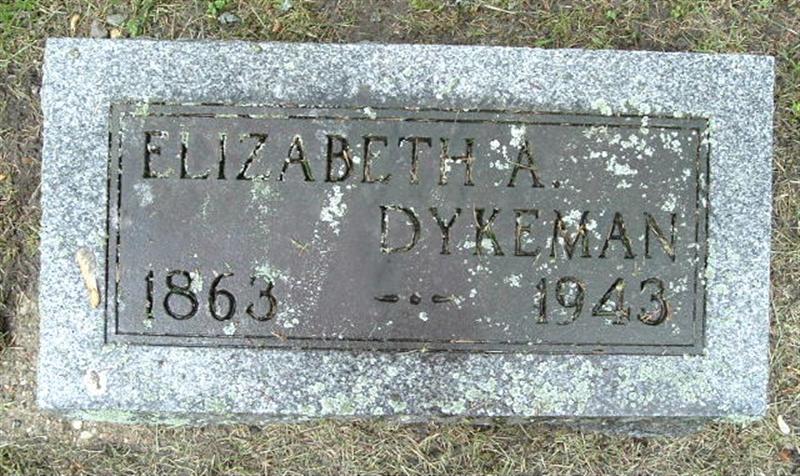 ELIZABETH A.
DYKEMAN
1863 -•- 1943